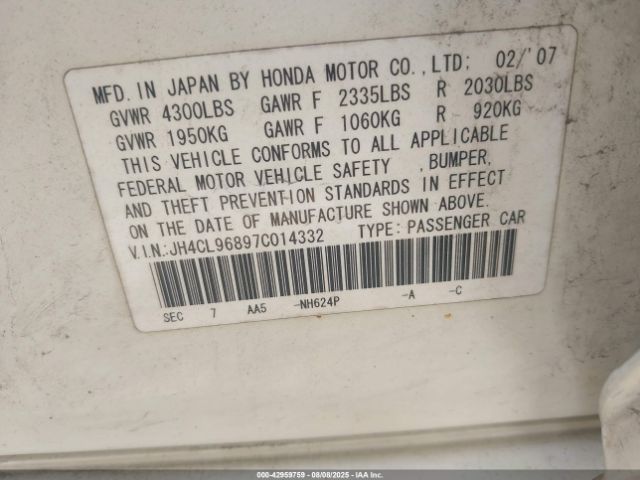 MFD. IN JAPAN BY HONDA MOTOR CO.,LTD: 02/'07
GVWR 4300LBS GAWR F 2335LBS R 2030LBS
GVWR 1950KG GAWR F 1060KG R 920KG
THIS VEHICLE CONFORMS TO ALL APPLICABLE
FEDERAL MOTOR VEHICLE SAFETY ,BUMPER,
AND THEFT PREVENTION STANDARDS IN EFFECT
ON THE DATE OF MANUFACTURE SHOWN ABOVE.
V.I.N.:JH4CL96897C014332 TYPE: PASSENGER CAR
SEC 7 AA5 -NH624P -A -C
000-42959759 - 08/08/2025 - IAA Inc.